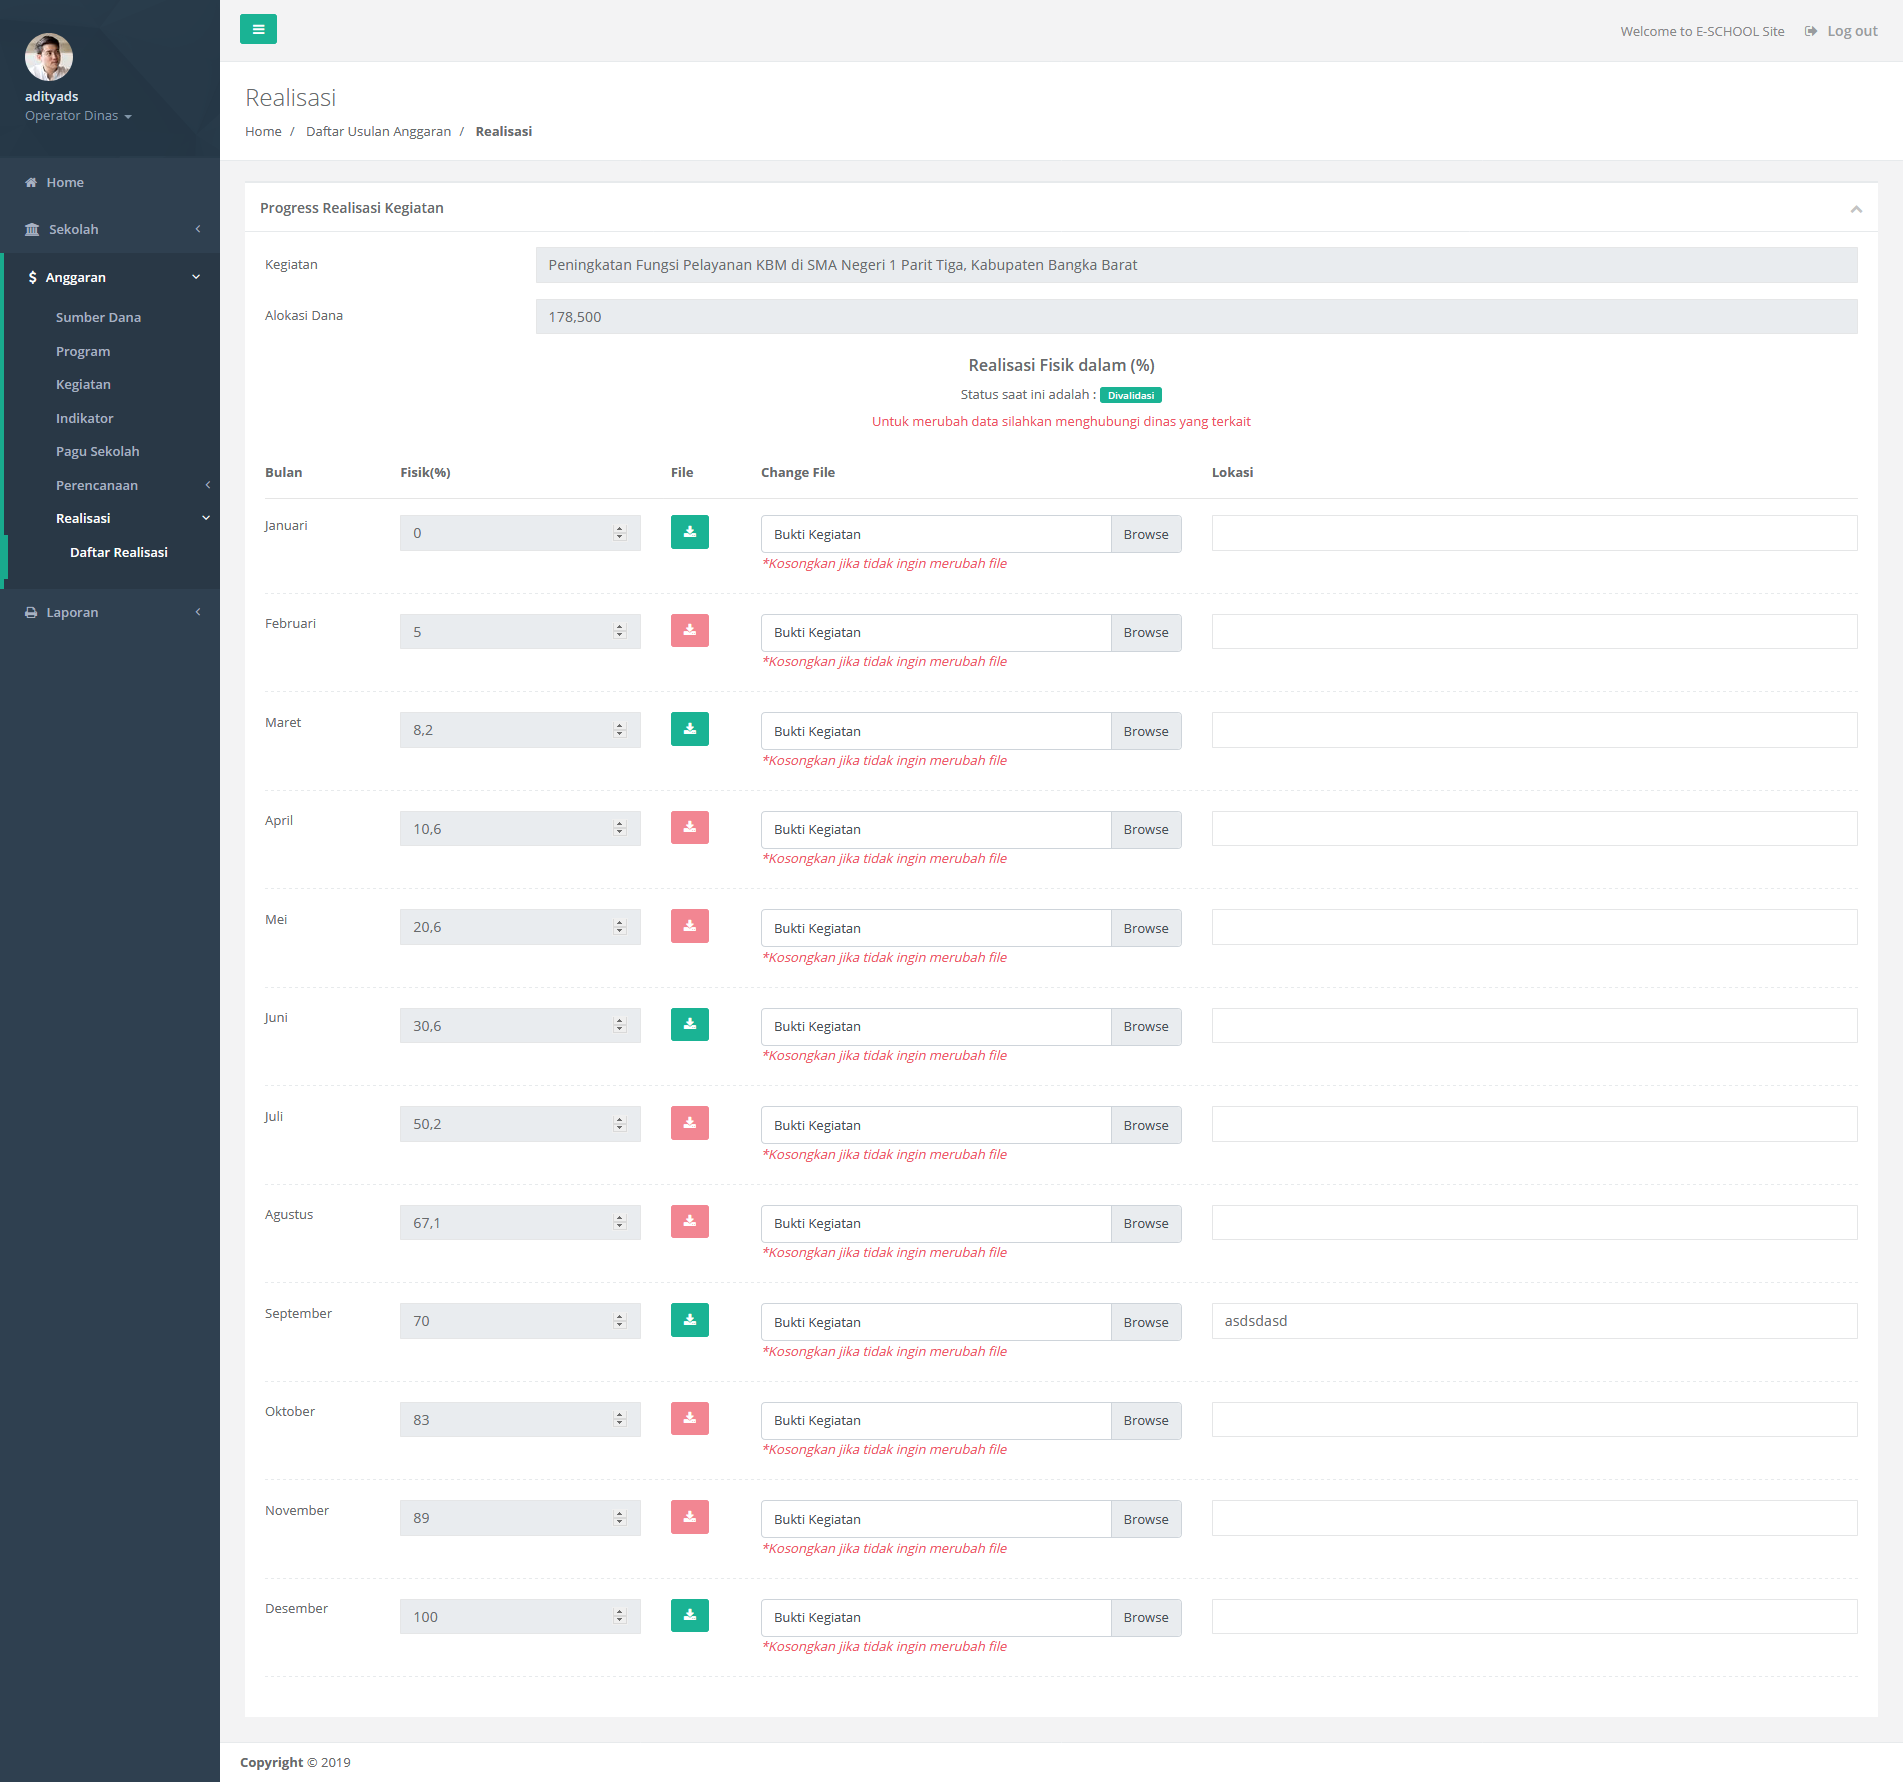 adityads
Operator Dinas
Home
Sekolah
$ Anggaran
Sumber Dana
Program
Kegiatan
Indikator
Pagu Sekolah
Perencanaan
Realisasi
Daftar Realisasi
Laporan
Welcome to E-SCHOOL Site Log out
Realisasi
Home / Daftar Usulan Anggaran / Realisasi
Progress Realisasi Kegiatan
Kegiatan Peningkatan Fungsi Pelayanan KBM di SMA Negeri 1 Parit Tiga, Kabupaten Bangka Barat
Alokasi Dana 178,500
Realisasi Fisik dalam (%)
Status saat ini adalah : Divalidasi
Untuk merubah data silahkan menghubungi dinas yang terkait
Bulan Fisik(%) File Change File Lokasi
Januari 0 Bukti Kegiatan Browse
*Kosongkan jika tidak ingin merubah file
Februari 5 Bukti Kegiatan Browse
*Kosongkan jika tidak ingin merubah file
Maret 8,2 Bukti Kegiatan Browse
*Kosongkan jika tidak ingin merubah file
April 10,6 Bukti Kegiatan Browse
*Kosongkan jika tidak ingin merubah file
Mei 20,6 Bukti Kegiatan Browse
*Kosongkan jika tidak ingin merubah file
Juni 30,6 Bukti Kegiatan Browse
*Kosongkan jika tidak ingin merubah file
Juli 50,2 Bukti Kegiatan Browse
*Kosongkan jika tidak ingin merubah file
Agustus 67,1 Bukti Kegiatan Browse
*Kosongkan jika tidak ingin merubah file
September 70 Bukti Kegiatan Browse asdsdasd
*Kosongkan jika tidak ingin merubah file
Oktober 83 Bukti Kegiatan Browse
*Kosongkan jika tidak ingin merubah file
November 89 Bukti Kegiatan Browse
*Kosongkan jika tidak ingin merubah file
Desember 100 Bukti Kegiatan Browse
*Kosongkan jika tidak ingin merubah file
Copyright © 2019